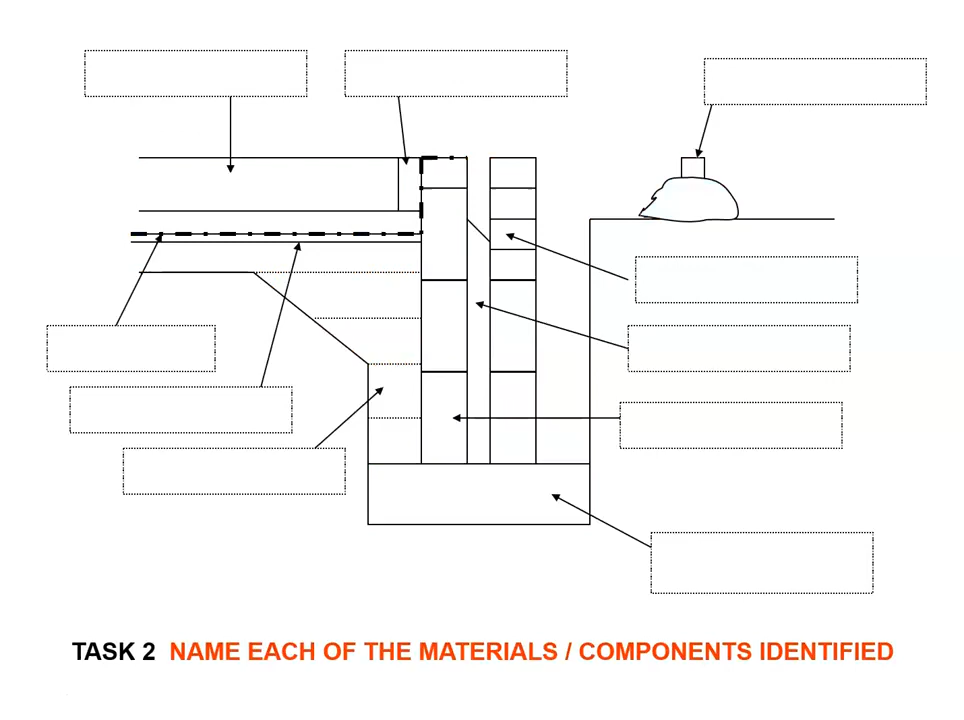 TASK 2 NAME EACH OF THE MATERIALS / COMPONENTS IDENTIFIED